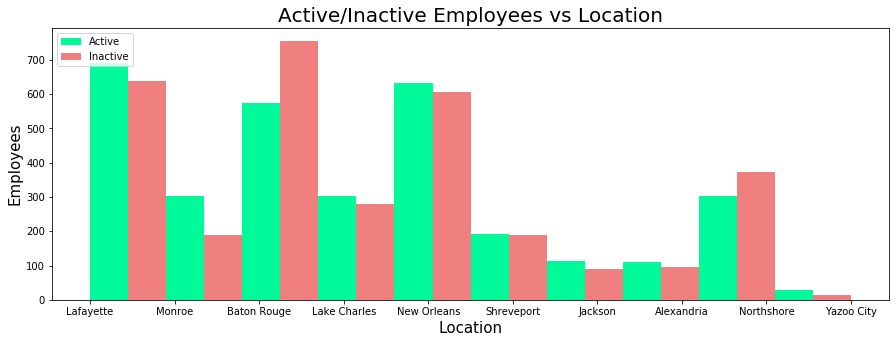 Active/Inactive Employees vs Location
Active
Inactive
700
600
500
400
300
200
100
0
Employees
Lafayette Monroe Baton Rouge Lake Charles New Orleans Shreveport Jackson Alexandria Northshore Yazoo City
Location